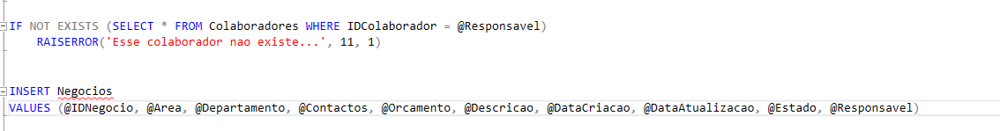 IF NOT EXISTS (SELECT * FROM Colaboradores WHERE IDColaborador = @Responsavel)
RAISERROR('Esse colaborador nao existe...', 11, 1)
INSERT Negocios
VALUES (@IDNegocio, @Area, @Departamento, @Contactos, @Orcamento, @Descricao, @DataCriacao, @DataAtualizacao, @Estado, @Responsavel)